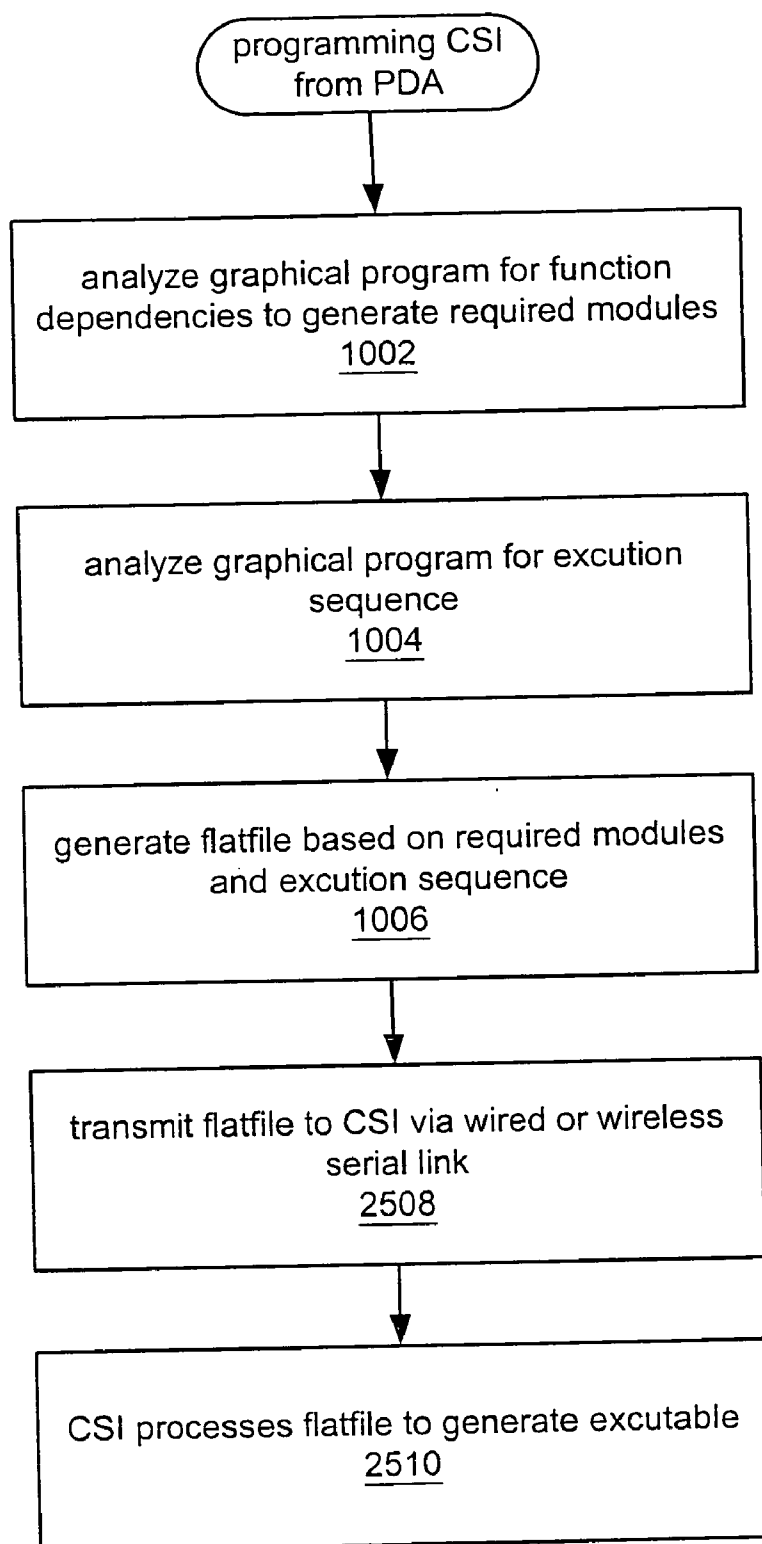 programming CSI
from PDA
analyze graphical program for function
dependencies to generate required modules
1002
analyze graphical program for excution
sequence
1004
generate flatfile based on required modules
and excution sequence
1006
transmit flatfile to CSI via wired or wireless
serial link
2508
CSI processes flatfile to generate excutable
2510